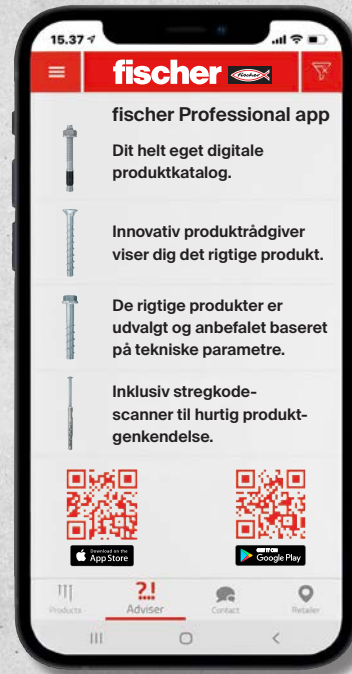 15.37
fischer
fischer
fischer Professional app
Dit helt eget digitale
produktkatalog.
Innovativ produktrådgiver
viser dig det rigtige produkt.
De rigtige produkter er
udvalgt og anbefalet baseret
på tekniske parametre.
Inklusiv stregkode-
scanner til hurtig produkt-
genkendelse.
Download on the
App Store
GET IT ON
Google Play
?!
Products
Adviser
Contact
Retailer